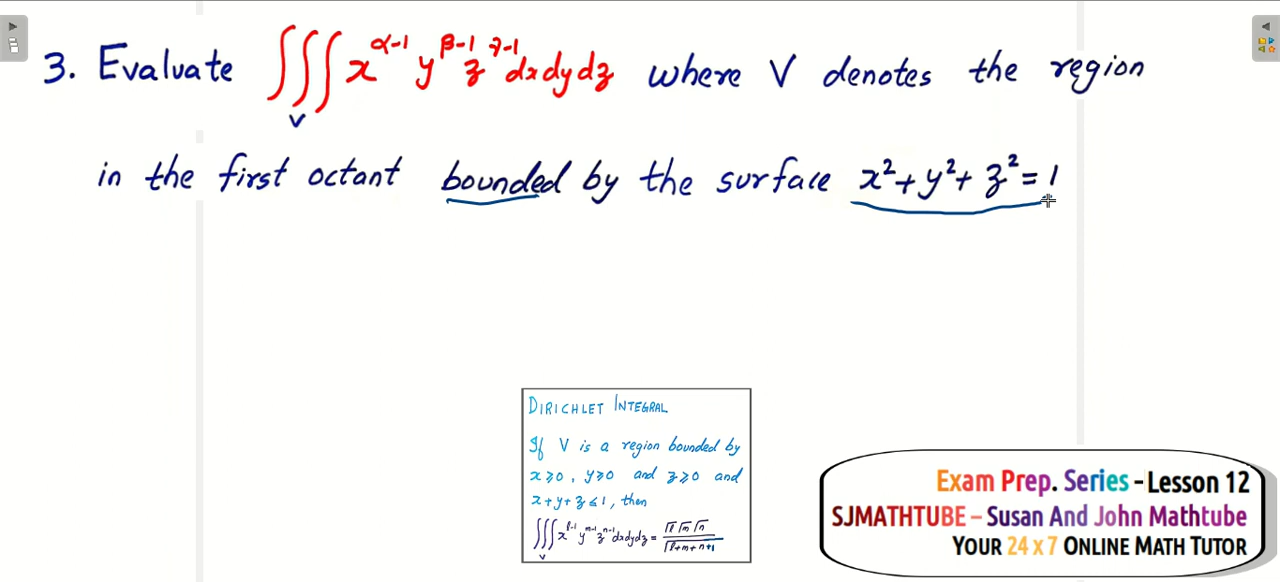 3. Evaluate ∭_V x^(α-1) y^(β-1) z^(γ-1) dx dy dz where V denotes the region
in the first octant bounded by the surface x² + y² + z² = 1
DIRICHLET INTEGRAL
If V is a region bounded by
x ≥ 0, y ≥ 0 and z ≥ 0 and
x + y + z ≤ 1, then
∭_V x^(l-1) y^(m-1) z^(n-1) dx dy dz = Γl Γm Γn / Γl+m+n+1
Exam Prep. Series - Lesson 12
SJMATHTUBE – Susan And John Mathtube
YOUR 24 x 7 ONLINE MATH TUTOR